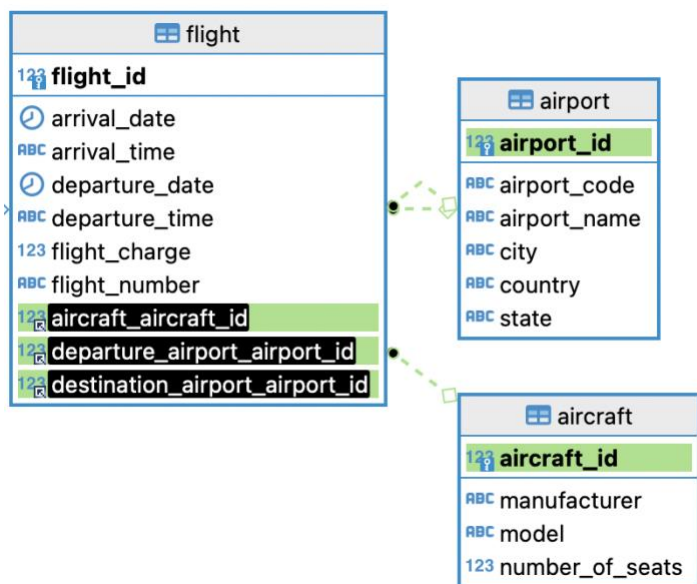 flight
123 flight_id
arrival_date
ABC arrival_time
departure_date
ABC departure_time
123 flight_charge
ABC flight_number
123 aircraft_aircraft_id
123 departure_airport_airport_id
123 destination_airport_airport_id
airport
123 airport_id
ABC airport_code
ABC airport_name
ABC city
ABC country
ABC state
aircraft
123 aircraft_id
ABC manufacturer
ABC model
123 number_of_seats